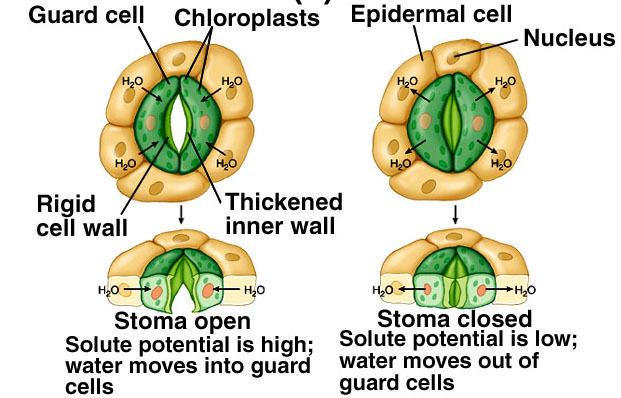 Guard cell
Chloroplasts
H₂O
H₂O
H₂O
H₂O
Rigid
cell wall
Thickened
inner wall
H₂O
H₂O
Stoma open
Solute potential is high;
water moves into guard
cells
Epidermal cell
Nucleus
H₂O
H₂O
H₂O
H₂O
H₂O
H₂O
Stoma closed
Solute potential is low;
water moves out of
guard cells